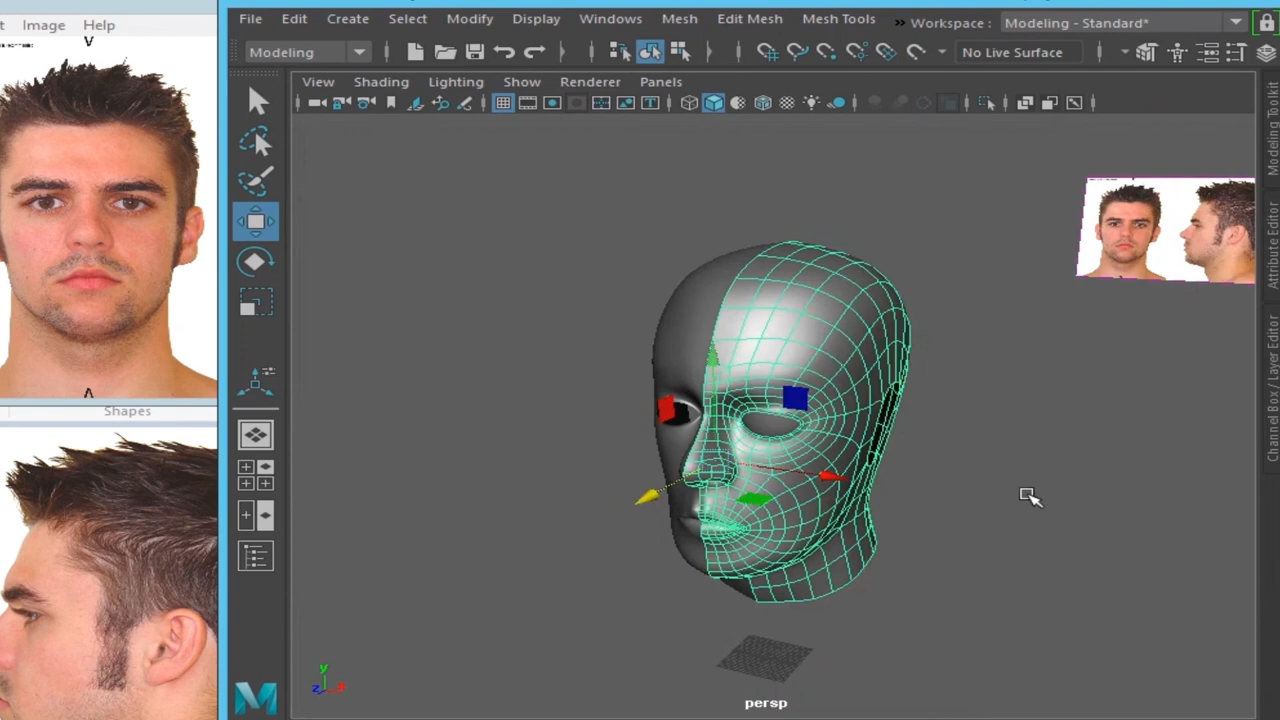 Image Help
V
V
Shapes
File Edit Create Select Modify Display Windows Mesh Edit Mesh Mesh Tools » Workspace : Modeling - Standard*
Modeling No Live Surface
View Shading Lighting Show Renderer Panels
T
persp
y
z x
M
Modeling Toolkit
Attribute Editor
Channel Box / Layer Editor